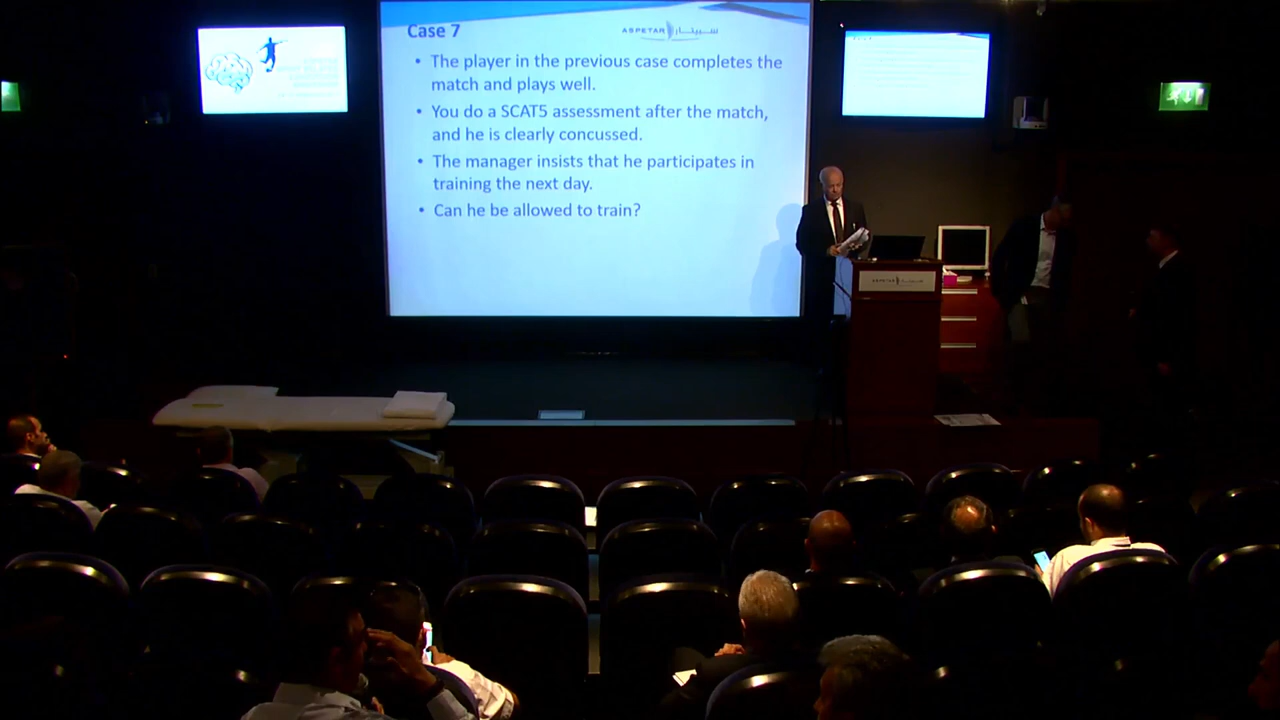 Case 7
ASPETAR سبيتار
• The player in the previous case completes the
match and plays well.
• You do a SCAT5 assessment after the match,
and he is clearly concussed.
• The manager insists that he participates in
training the next day.
• Can he be allowed to train?
ASPETAR سبيتار